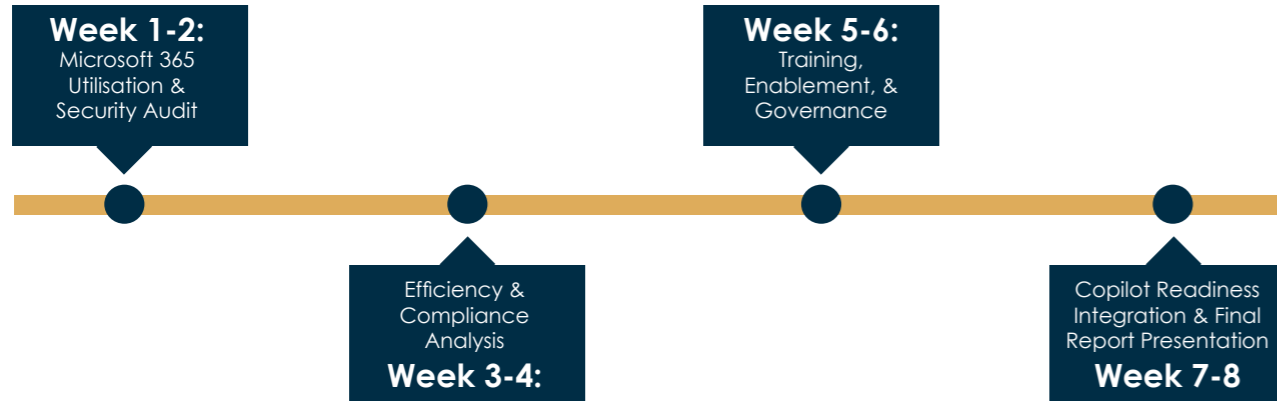 Week 1-2:
Microsoft 365
Utilisation &
Security Audit
Efficiency &
Compliance
Analysis
Week 3-4:
Week 5-6:
Training,
Enablement, &
Governance
Copilot Readiness
Integration & Final
Report Presentation
Week 7-8